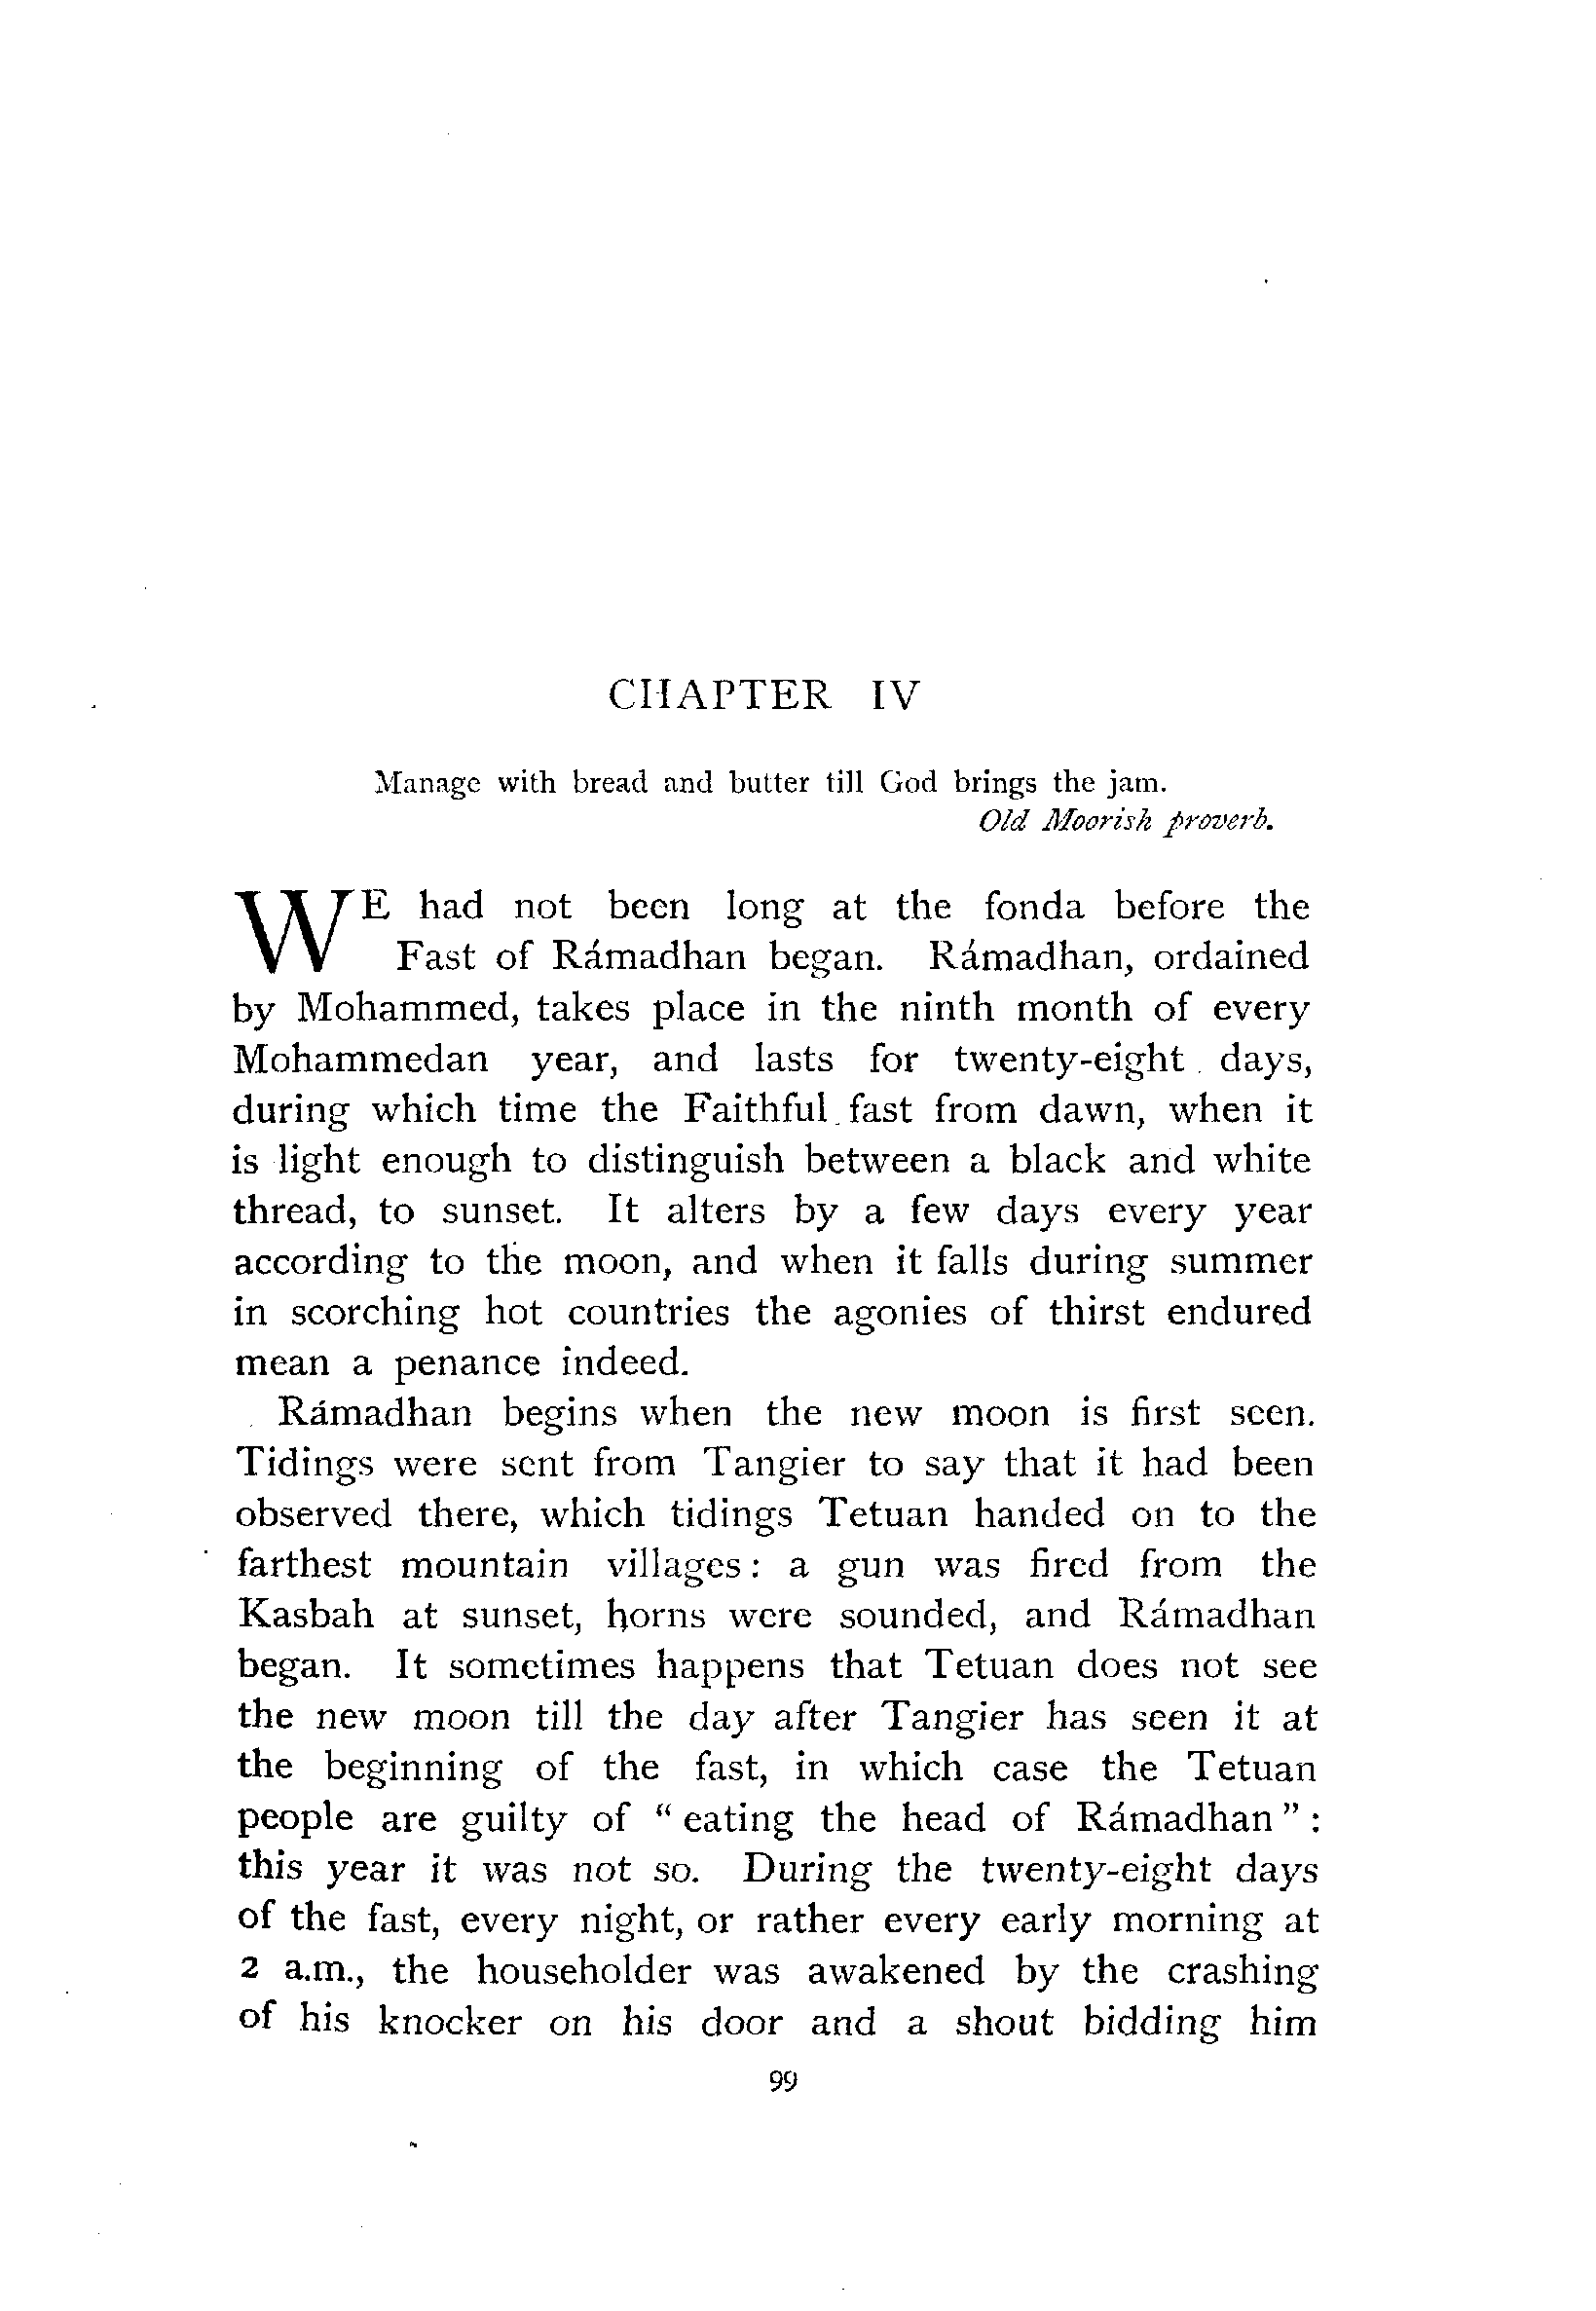 CHAPTER IV
Manage with bread and butter till God brings the jam.
Old Moorish proverb.
WE had not been long at the fonda before the
Fast of Rámadhan began. Rámadhan, ordained
by Mohammed, takes place in the ninth month of every
Mohammedan year, and lasts for twenty-eight days,
during which time the Faithful fast from dawn, when it
is light enough to distinguish between a black and white
thread, to sunset. It alters by a few days every year
according to the moon, and when it falls during summer
in scorching hot countries the agonies of thirst endured
mean a penance indeed.
Rámadhan begins when the new moon is first seen.
Tidings were sent from Tangier to say that it had been
observed there, which tidings Tetuan handed on to the
farthest mountain villages: a gun was fired from the
Kasbah at sunset, horns were sounded, and Rámadhan
began. It sometimes happens that Tetuan does not see
the new moon till the day after Tangier has seen it at
the beginning of the fast, in which case the Tetuan
people are guilty of "eating the head of Rámadhan":
this year it was not so. During the twenty-eight days
of the fast, every night, or rather every early morning at
2 a.m., the householder was awakened by the crashing
of his knocker on his door and a shout bidding him
99